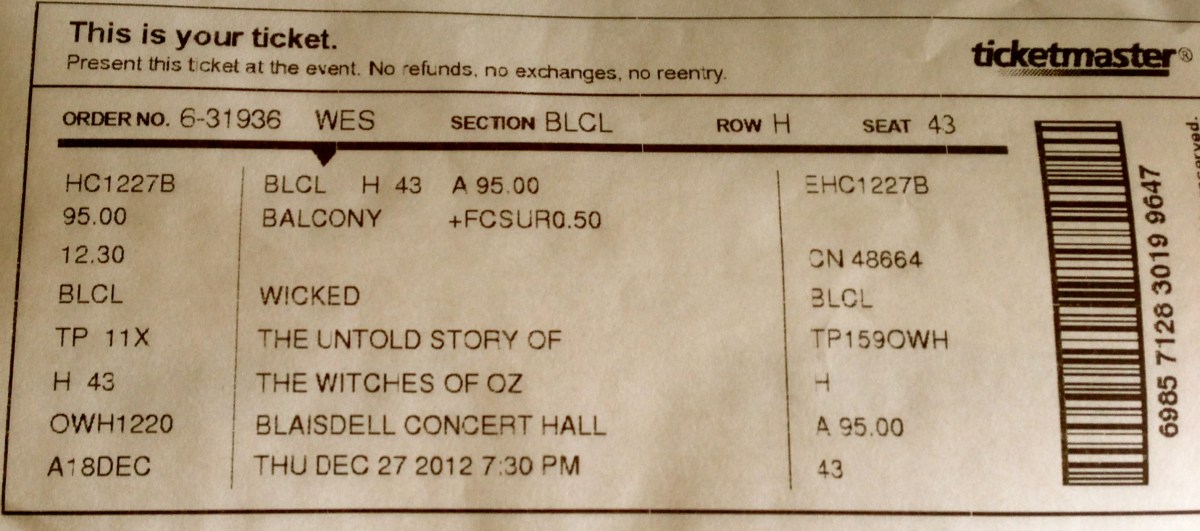 This is your ticket.
Present this ticket at the event. No refunds, no exchanges, no reentry.
ticketmaster®
ORDER NO. 6-31936 WES SECTION BLCL ROW H SEAT 43
HC1227B BLCL H 43 A 95.00 EHC1227B
95.00 BALCONY +FCSUR0.50
12.30 CN 48664
BLCL WICKED BLCL
TP 11X THE UNTOLD STORY OF TP159OWH
H 43 THE WITCHES OF OZ H
OWH1220 BLAISDELL CONCERT HALL A 95.00
A18DEC THU DEC 27 2012 7:30 PM 43
6985 7128 3019 9647